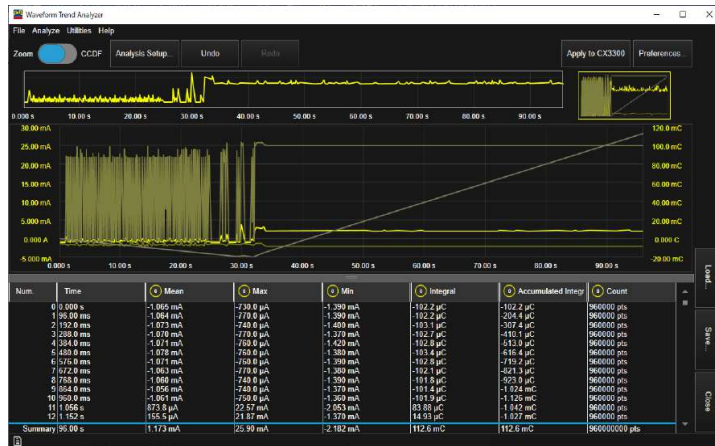 Waveform Trend Analyzer
File Analyze Utilities Help
Zoom CCDF Analysis Setup... Undo Redo Apply to CX3300 Preferences...
0.000 s 10.00 s 20.00 s 30.00 s 40.00 s 50.00 s 60.00 s 70.00 s 80.00 s 90.00 s
30.00 mA 120.0 mC
25.00 mA 100.0 mC
20.00 mA 80.00 mC
15.00 mA 60.00 mC
10.00 mA 40.00 mC
5.000 mA 20.00 mC
0.000 A 0.000 C
-5.000 mA -20.00 mC
0.000 s 10.00 s 20.00 s 30.00 s 40.00 s 50.00 s 60.00 s 70.00 s 80.00 s 90.00 s
Load...
Save...
Close
Num. Time Mean Max Min Integral Accumulated Integr Count
0 0.000 s -1.065 mA -730.0 µA -1.390 mA -102.2 µC -102.2 µC 960000 pts
1 96.00 ms -1.064 mA -770.0 µA -1.390 mA -102.2 µC -204.4 µC 960000 pts
2 192.0 ms -1.073 mA -740.0 µA -1.400 mA -103.1 µC -307.4 µC 960000 pts
3 288.0 ms -1.070 mA -770.0 µA -1.370 mA -102.7 µC -410.1 µC 960000 pts
4 384.0 ms -1.071 mA -760.0 µA -1.420 mA -102.8 µC -513.0 µC 960000 pts
5 480.0 ms -1.078 mA -760.0 µA -1.380 mA -103.4 µC -616.4 µC 960000 pts
6 576.0 ms -1.071 mA -760.0 µA -1.390 mA -102.8 µC -719.2 µC 960000 pts
7 672.0 ms -1.063 mA -770.0 µA -1.380 mA -102.1 µC -821.3 µC 960000 pts
8 768.0 ms -1.060 mA -740.0 µA -1.390 mA -101.8 µC -923.0 µC 960000 pts
9 864.0 ms -1.056 mA -740.0 µA -1.370 mA -101.4 µC -1.024 mC 960000 pts
10 960.0 ms -1.061 mA -750.0 µA -1.360 mA -101.9 µC -1.126 mC 960000 pts
11 1.056 s 873.8 µA 22.57 mA -2.053 mA 83.88 µC -1.042 mC 960000 pts
12 1.152 s 155.5 µA 21.87 mA -1.370 mA 14.93 µC -1.027 mC 960000 pts
Summary 96.00 s 1.173 mA 25.90 mA -2.182 mA 112.6 mC 112.6 mC 960000000 pts